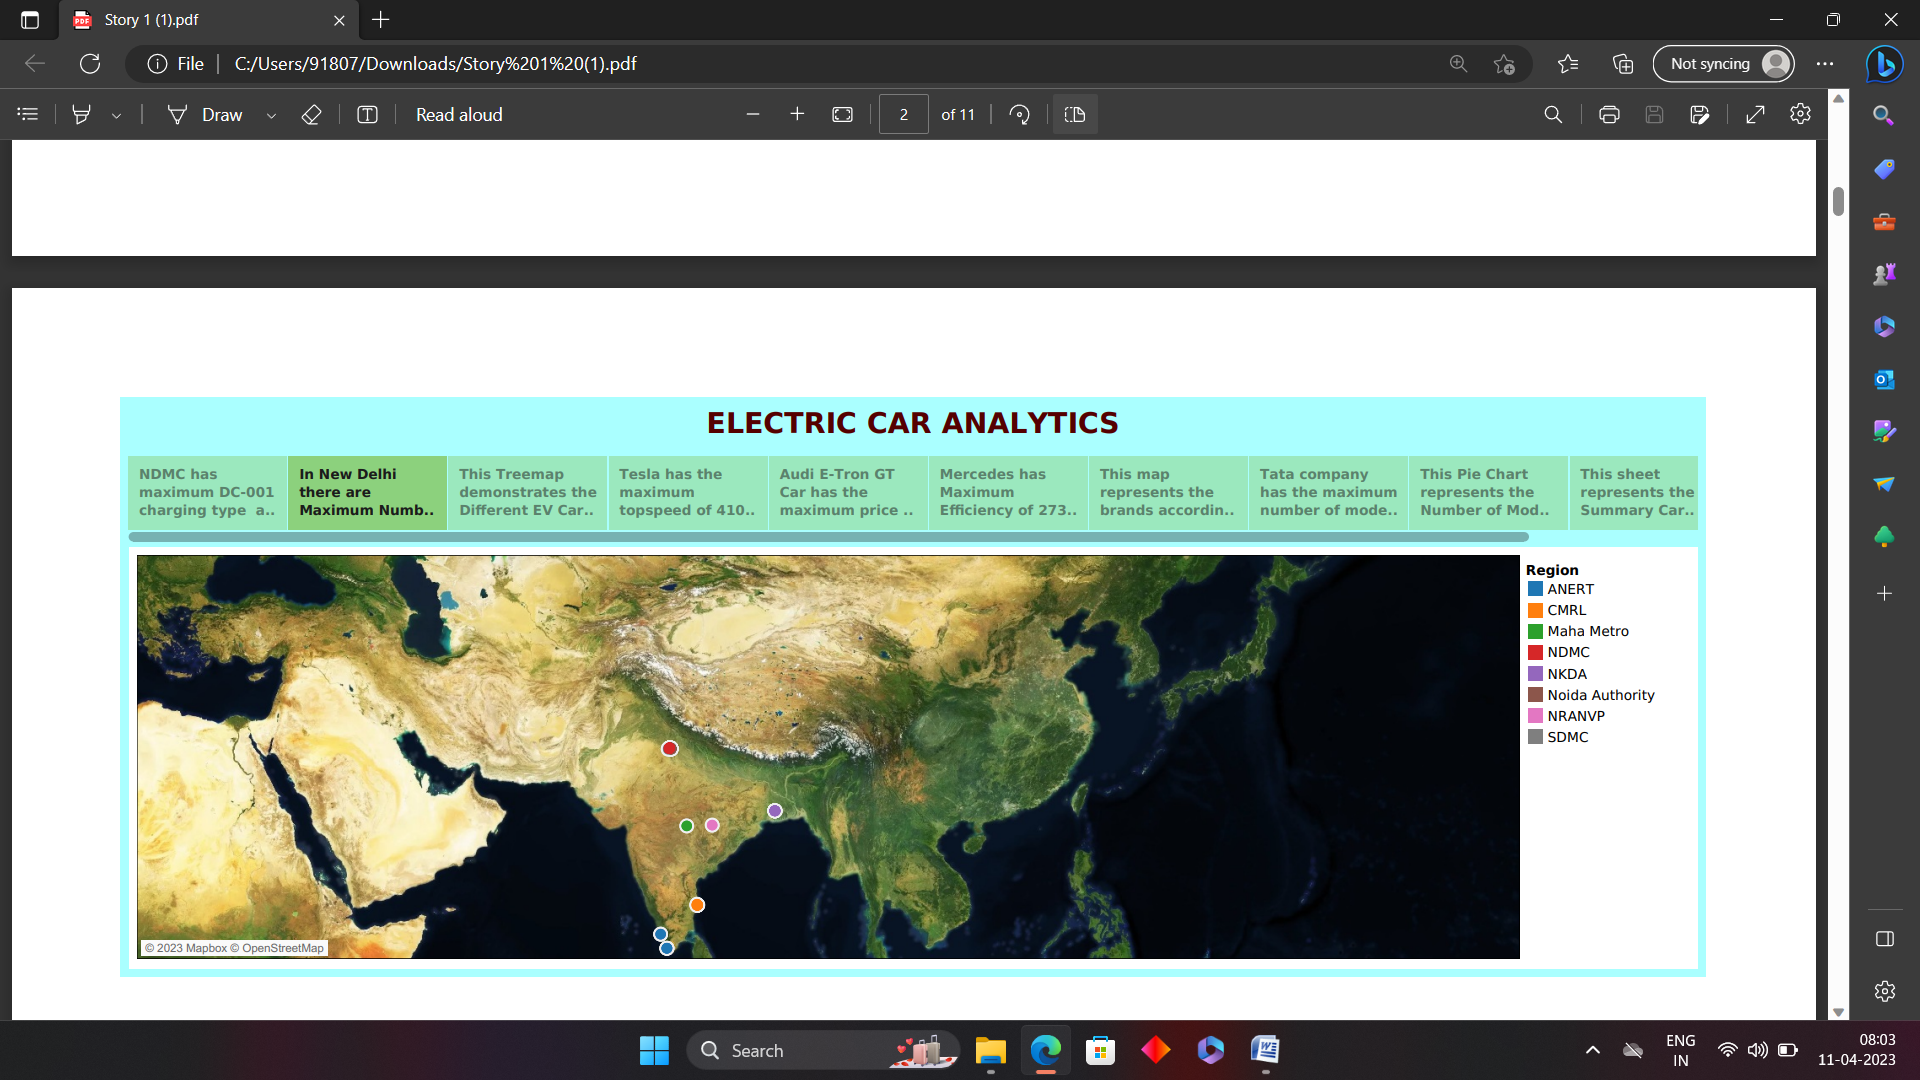 Story 1 (1).pdf
File
C:/Users/91807/Downloads/Story%201%20(1).pdf
Not syncing
Draw
Read aloud
2 of 11
ELECTRIC CAR ANALYTICS
NDMC has
maximum DC-001
charging type a..
In New Delhi
there are
Maximum Numb..
This Treemap
demonstrates the
Different EV Car..
Tesla has the
maximum
topspeed of 410..
Audi E-Tron GT
Car has the
maximum price ..
Mercedes has
Maximum
Efficiency of 273..
This map
represents the
brands accordin..
Tata company
has the maximum
number of mode..
This Pie Chart
represents the
Number of Mod..
This sheet
represents the
Summary Car..
Region
ANERT
CMRL
Maha Metro
NDMC
NKDA
Noida Authority
NRANVP
SDMC
© 2023 Mapbox © OpenStreetMap
Search
ENG
IN
08:03
11-04-2023